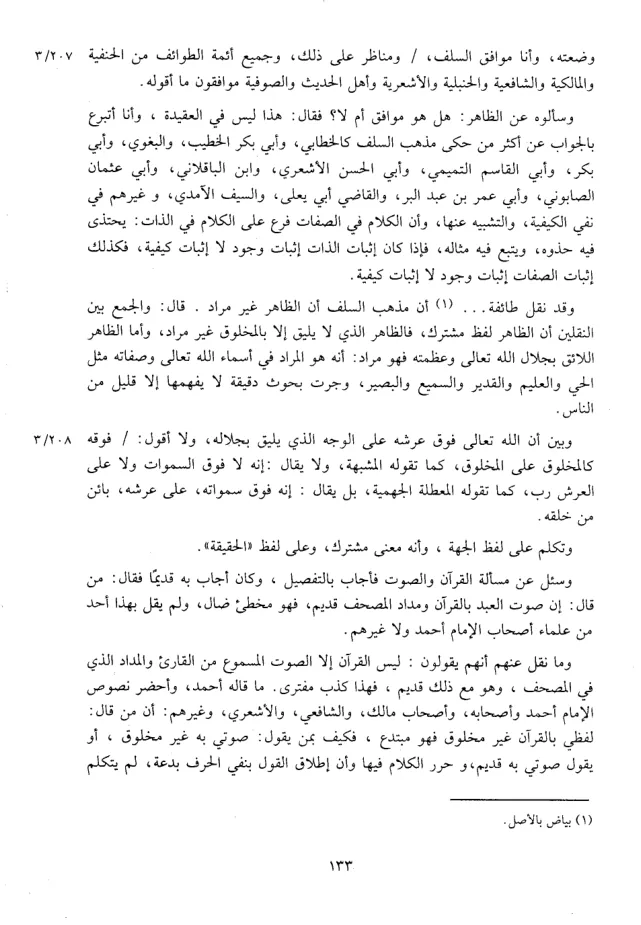 وضعته، وأنا موافق السلف، / ومناظر على ذلك، وجميع أئمة الطوائف من الحنفية ٣/٢٠٧
والمالكية والشافعية والحنبلية والأشعرية وأهل الحديث والصوفية موافقون ما أقوله.
وسألوه عن الظاهر: هل هو موافق أم لا؟ فقال: هذا ليس في العقيدة ، وأنا أتبرع
بالجواب عن أكثر من حكى مذهب السلف كالخطابي، وأبي بكر الخطيب، والبغوي، وأبي
بكر، وأبي القاسم التميمي، وأبي الحسن الأشعري، وابن الباقلاني، وأبي عثمان
الصابوني، وأبي عمر بن عبد البر، والقاضي أبي يعلى، والسيف الآمدي، و غيرهم في
نفي الكيفية، والتشبيه عنها، وأن الكلام في الصفات فرع على الكلام في الذات: يحتذى
فيه حذوه، ويتبع فيه مثاله، فإذا كان إثبات الذات إثبات وجود لا إثبات كيفية، فكذلك
إثبات الصفات إثبات وجود لا إثبات كيفية.
وقد نقل طائفة... (١) أن مذهب السلف أن الظاهر غير مراد . قال: والجمع بين
النقلين أن الظاهر لفظ مشترك، فالظاهر الذي لا يليق إلا بالمخلوق غير مراد، وأما الظاهر
اللائق بجلال الله تعالى وعظمته فهو مراد: أنه هو المراد في أسماء الله تعالى وصفاته مثل
الحي والعليم والقدير والسميع والبصير، وجرت بحوث دقيقة لا يفهمها إلا قليل من
الناس.
وبين أن الله تعالى فوق عرشه على الوجه الذي يليق بجلاله، ولا أقول: / فوقه ٣/٢٠٨
كالمخلوق على المخلوق، كما تقوله المشبهة، ولا يقال :إنه لا فوق السموات ولا على
العرش رب، كما تقوله المعطلة الجهمية، بل يقال : إنه فوق سمواته، على عرشه، بائن
من خلقه.
وتكلم على لفظ الجهة ، وأنه معنى مشترك، وعلى لفظ «الحقيقة».
وسئل عن مسألة القرآن والصوت فأجاب بالتفصيل ، وكان أجاب به قديمًا فقال: من
قال: إن صوت العبد بالقرآن ومداد المصحف قديم، فهو مخطئ ضال، ولم يقل بهذا أحد
من علماء أصحاب الإمام أحمد ولا غيرهم.
وما نقل عنهم أنهم يقولون : ليس القرآن إلا الصوت المسموع من القارئ والمداد الذي
في المصحف ، وهو مع ذلك قديم ، فهذا كذب مفترى. ما قاله أحمد، وأحضر نصوص
الإمام أحمد وأصحابه، وأصحاب مالك، والشافعي، والأشعري، وغيرهم: أن من قال:
لفظي بالقرآن غير مخلوق فهو مبتدع ، فكيف بمن يقول: صوتي به غير مخلوق ، أو
يقول صوتي به قديم،و حرر الكلام فيها وأن إطلاق القول بنفي الحرف بدعة، لم يتكلم
(١) بياض بالأصل.
١٣٣